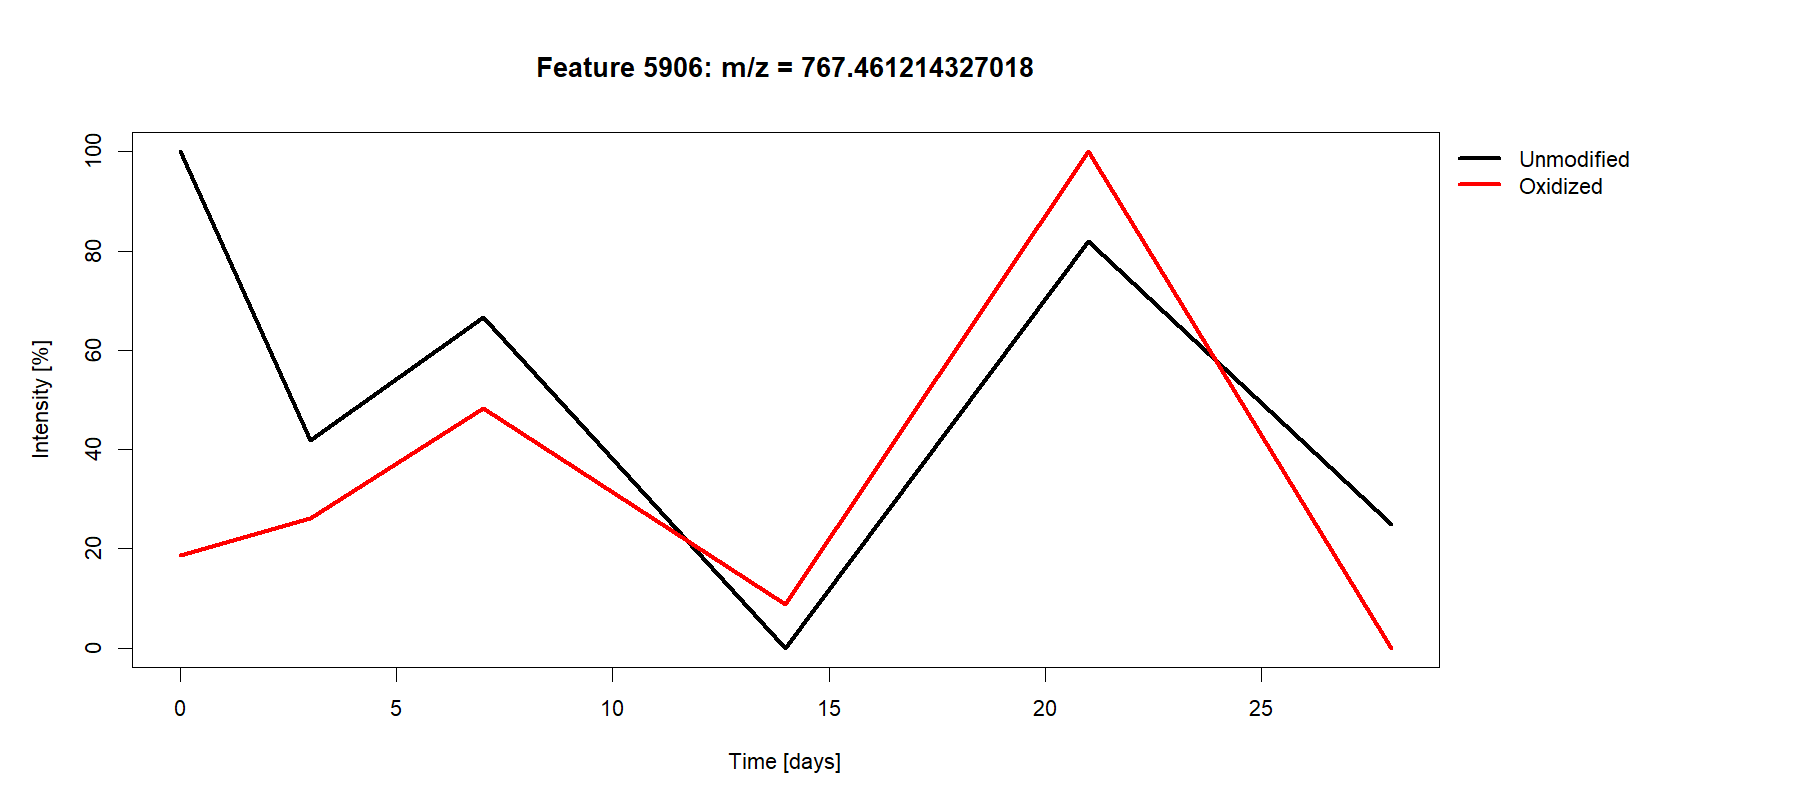 Feature 5906: m/z = 767.461214327018
Unmodified
Oxidized
Intensity [%]
100
80
60
40
20
0
0 5 10 15 20 25
Time [days]